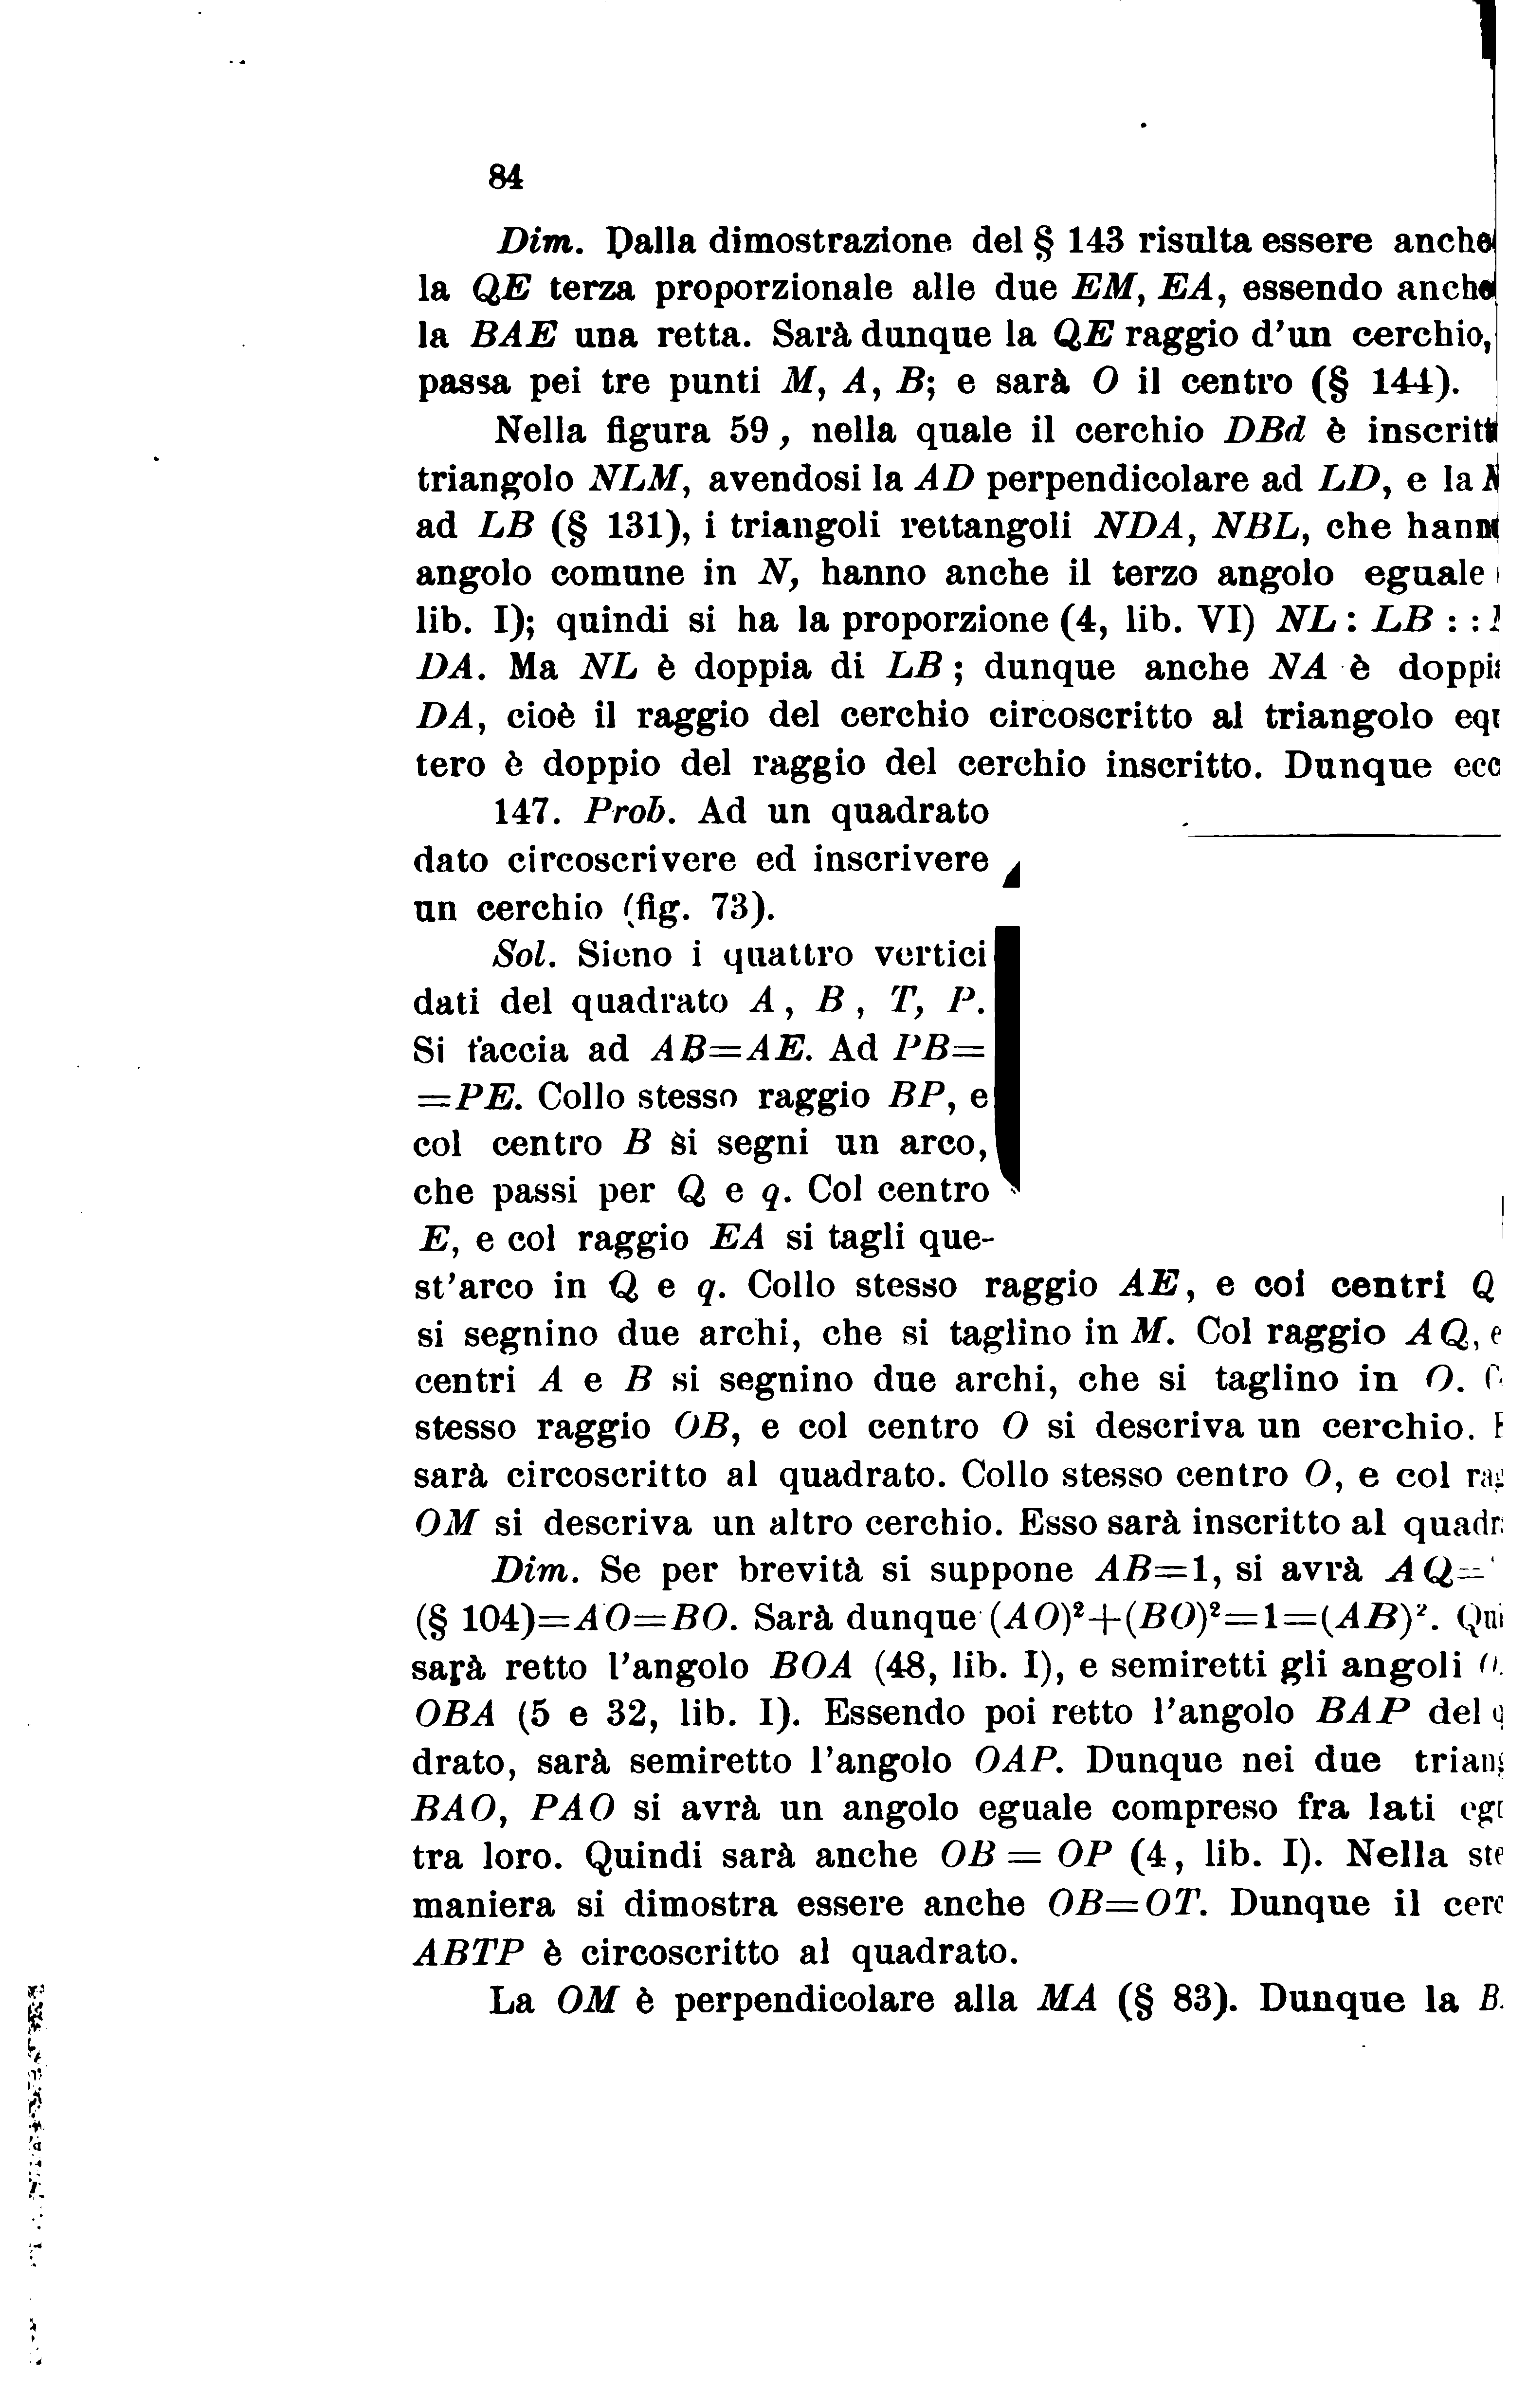 84
Dim. Dalla dimostrazione del § 143 risulta essere anche
la QE terza proporzionale alle due EM, EA, essendo anche
la BAE una retta. Sarà dunque la QE raggio d'un cerchio,
passa pei tre punti M, A, B; e sarà O il centro (§ 144).
Nella figura 59, nella quale il cerchio DBd è
triangolo NLM, avendosi la AD perpendicolare ad LD, e la
ad LB (§ 131), i triangoli rettangoli NDA, NBL, che
angolo comune in N, hanno anche il terzo angolo eguale
lib. I); quindi si ha la proporzione (4, lib. VI) NL : LB : :
DA. Ma NL è doppia di LB; dunque anche NA è
DA, cioè il raggio del cerchio circoscritto al triangolo
tero è doppio del raggio del cerchio inscritto. Dunque
147. Prob. Ad un quadrato
dato circoscrivere ed inscrivere
un cerchio (fig. 73).
Sol. Sieno i quattro vertici
dati del quadrato A, B, T, P.
Si faccia ad AB=AE. Ad PB=
=PE. Collo stesso raggio BP, e
col centro B si segni un arco,
che passi per Q e q. Col centro
E, e col raggio EA si tagli que-
st'arco in Q e q. Collo stesso raggio AE, e coi centri Q
si segnino due archi, che si taglino in M. Col raggio AQ, e
centri A e B si segnino due archi, che si taglino in O.
stesso raggio OB, e col centro O si descriva un cerchio.
sarà circoscritto al quadrato. Collo stesso centro O, e col
OM si descriva un altro cerchio. Esso sarà inscritto al
Dim. Se per brevità si suppone AB=1, si avrà AQ=
(§ 104)=AO=BO. Sarà dunque (AO)²+(BO)²=1=(AB)².
sarà retto l'angolo BOA (48, lib. I), e semiretti gli angoli
OBA (5 e 32, lib. I). Essendo poi retto l'angolo BAP del
drato, sarà semiretto l'angolo OAP. Dunque nei due
BAO, PAO si avrà un angolo eguale compreso fra lati
tra loro. Quindi sarà anche OB = OP (4, lib. I). Nella
maniera si dimostra essere anche OB=OT. Dunque il
ABTP è circoscritto al quadrato.
La OM è perpendicolare alla MA (§ 83). Dunque la